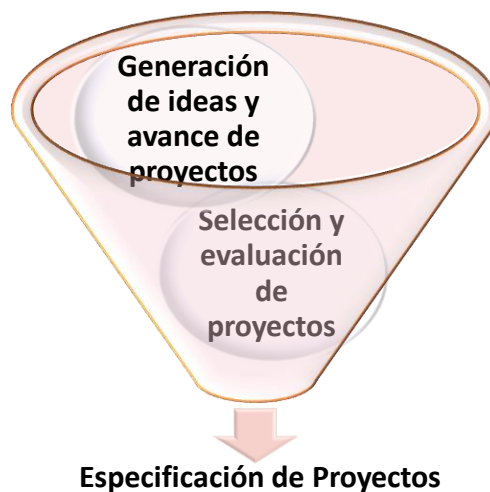 Generación
de ideas y
avance de
proyectos
Selección y
evaluación
de
proyectos
Especificación de Proyectos